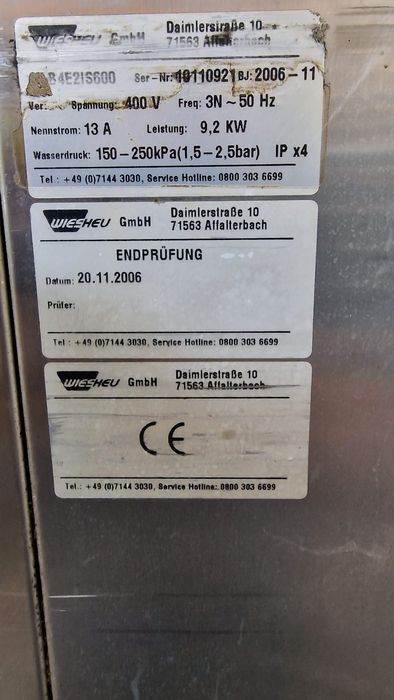 WIESHEU GmbH Daimlerstraße 10
71563 Affalterbach
B4E2IS600 Ser-Nr: 10110921 BJ: 2006-11
Ver: Spannung: 400 V Freq: 3N~50 Hz
Nennstrom: 13 A Leistung: 9,2 KW
Wasserdruck: 150-250kPa(1,5-2,5bar) IP x4
Tel : +49 (0)7144 3030, Service Hotline: 0800 303 6699
WIESHEU GmbH Daimlerstraße 10
71563 Affalterbach
ENDPRÜFUNG
Datum: 20.11.2006
Prüfer:
Tel.: +49 (0)7144 3030, Service Hotline: 0800 303 6699
WIESHEU GmbH Daimlerstraße 10
71563 Affalterbach
CE
Tel.: +49 (0)7144 3030, Service Hotline: 0800 303 6699